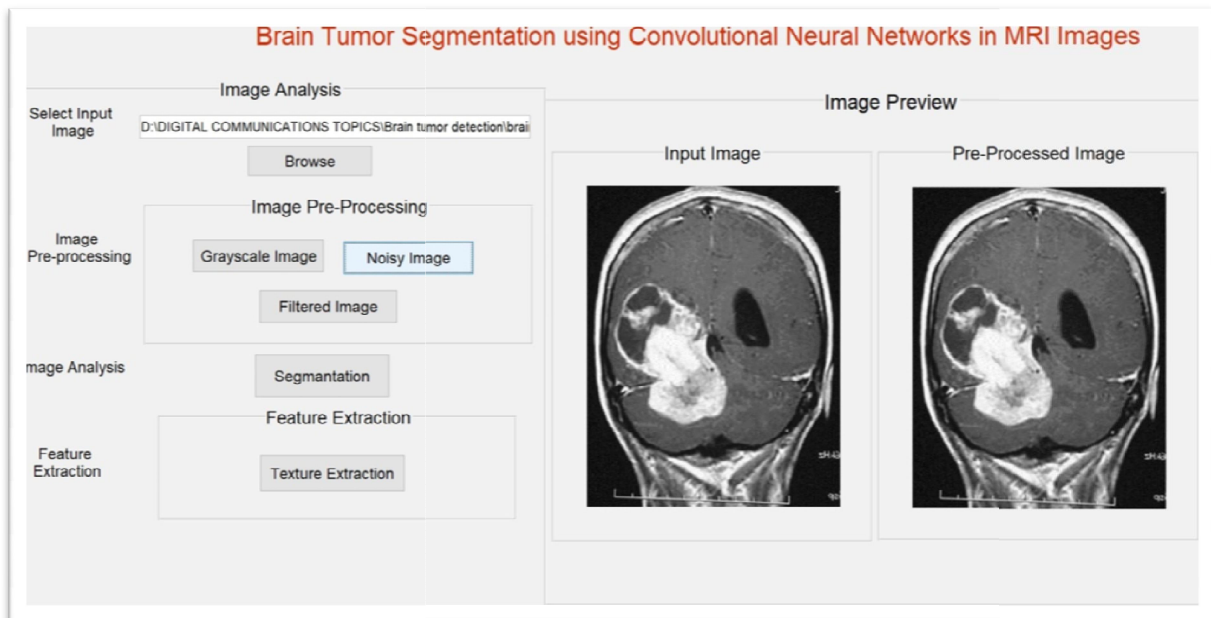 Brain Tumor Segmentation using Convolutional Neural Networks in MRI Images
Image Analysis
Select Input
Image
D:\DIGITAL COMMUNICATIONS TOPICS\Brain tumor detection\brai
Browse
Image Pre-Processing
Image
Pre-processing
Grayscale Image
Noisy Image
Filtered Image
mage Analysis
Segmantation
Feature Extraction
Feature
Extraction
Texture Extraction
Image Preview
Input Image
Pre-Processed Image